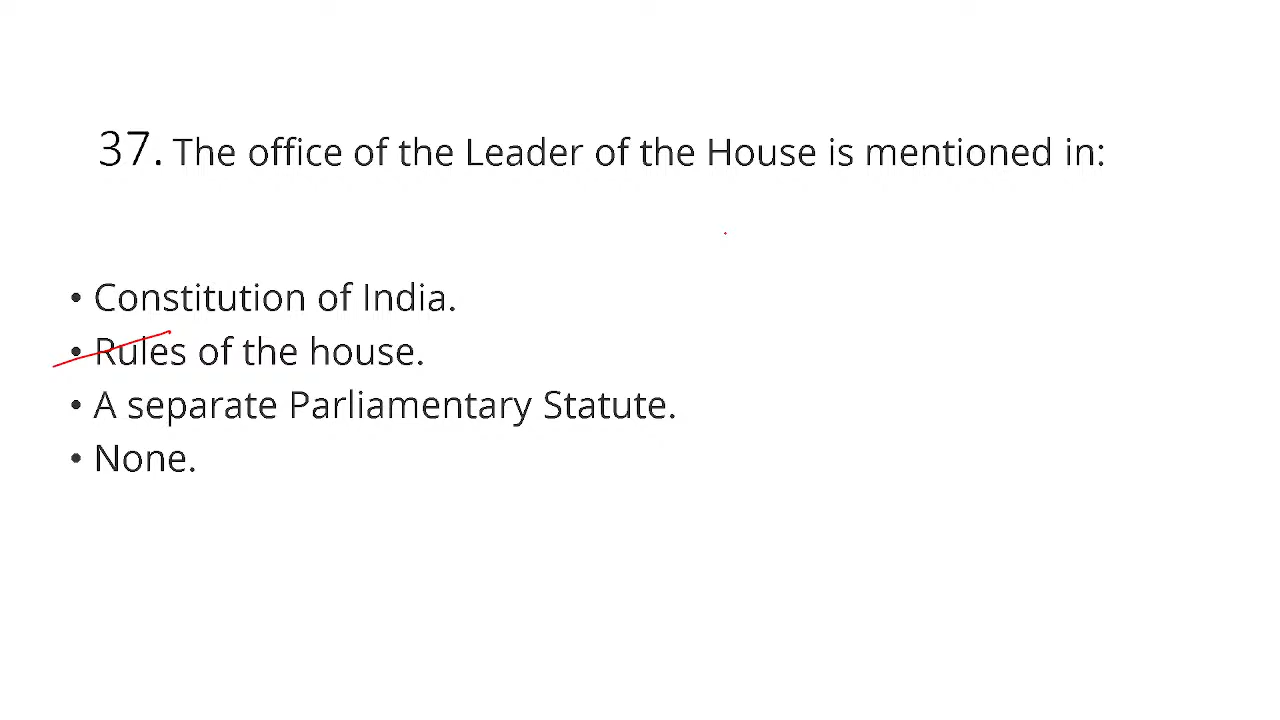 37. The office of the Leader of the House is mentioned in:
• Constitution of India.
• Rules of the house.
• A separate Parliamentary Statute.
• None.